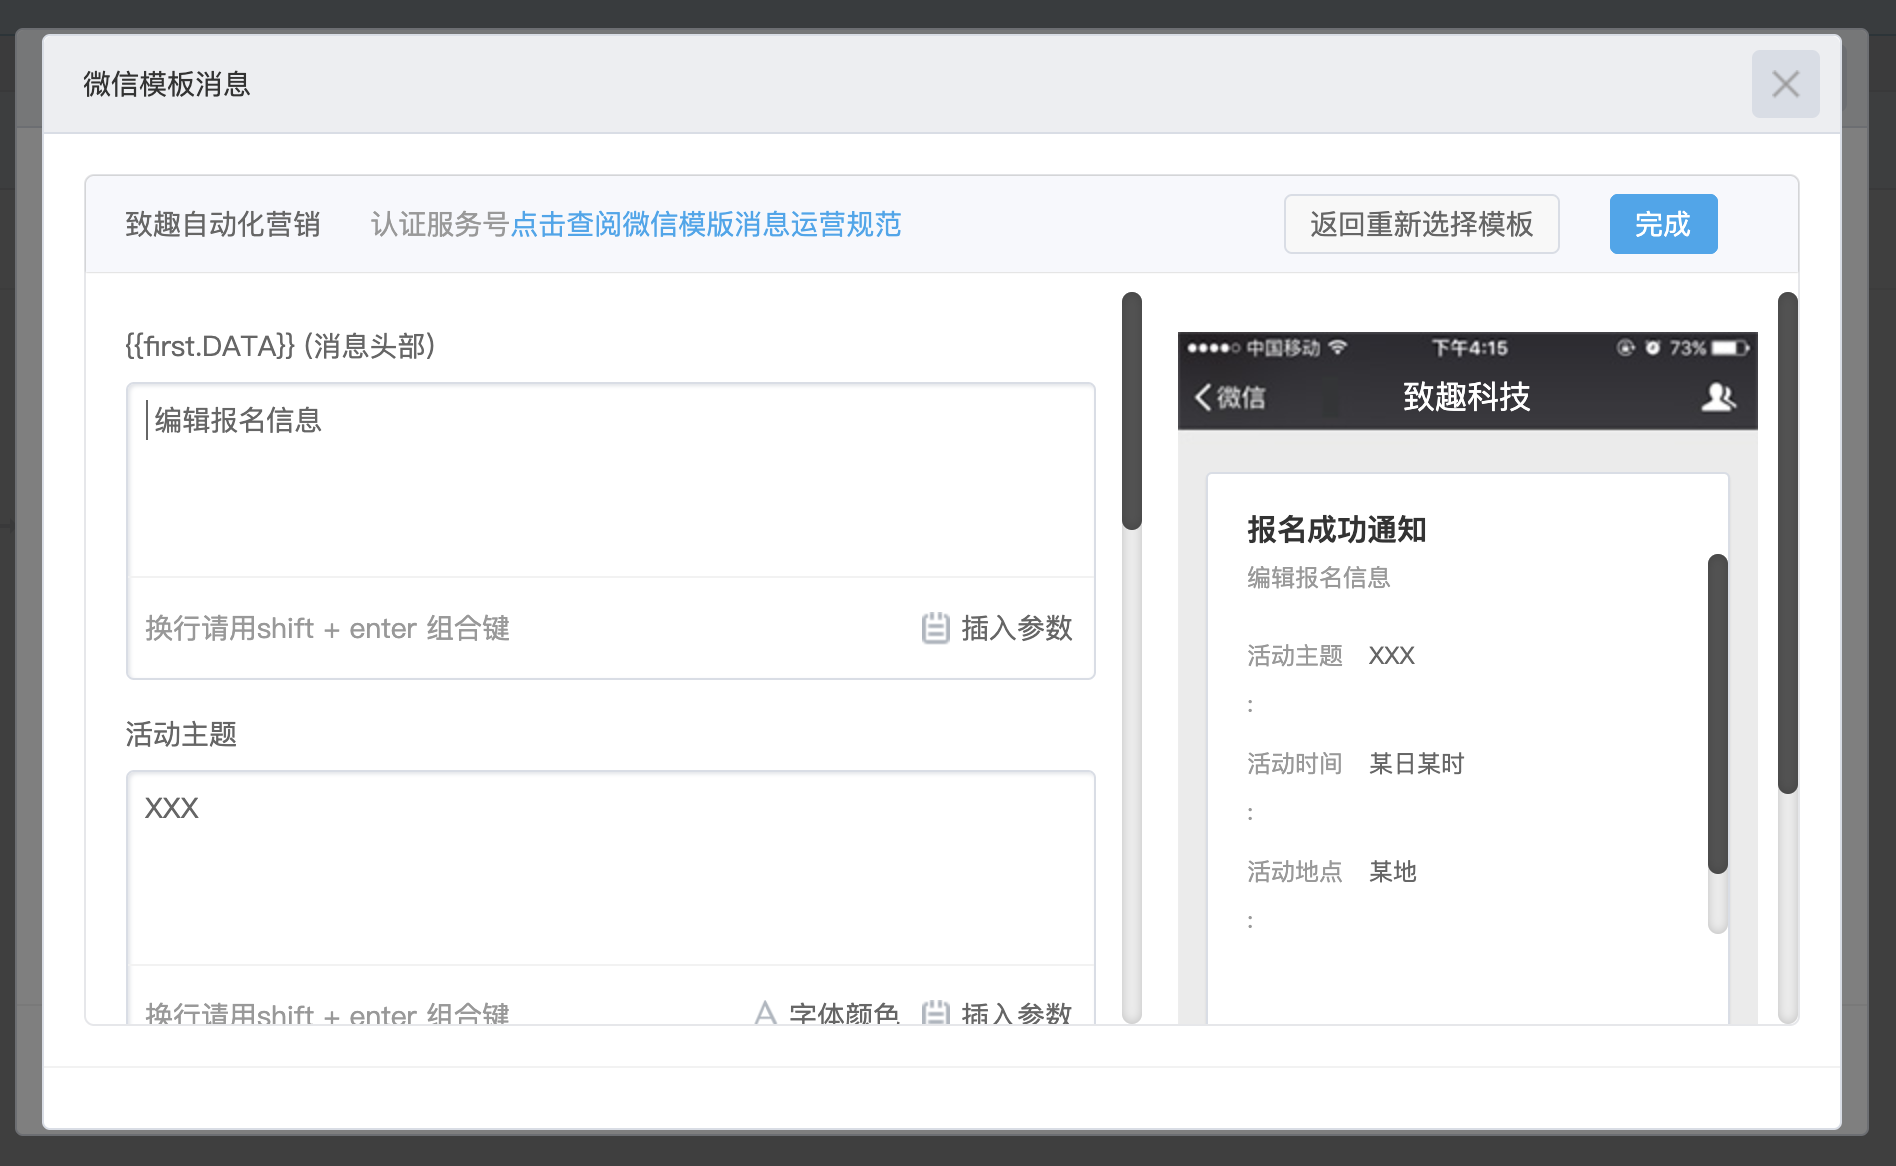 微信模板消息
致趣自动化营销 认证服务号点击查阅微信模版消息运营规范 返回重新选择模板 完成
{{first.DATA}} (消息头部)
编辑报名信息
换行请用shift + enter 组合键 插入参数
活动主题
XXX
换行请用shift + enter 组合键 A 字体颜色 插入参数
中国移动 下午4:15 73%
微信 致趣科技
报名成功通知
编辑报名信息
活动主题 XXX
:
活动时间 某日某时
:
活动地点 某地
: